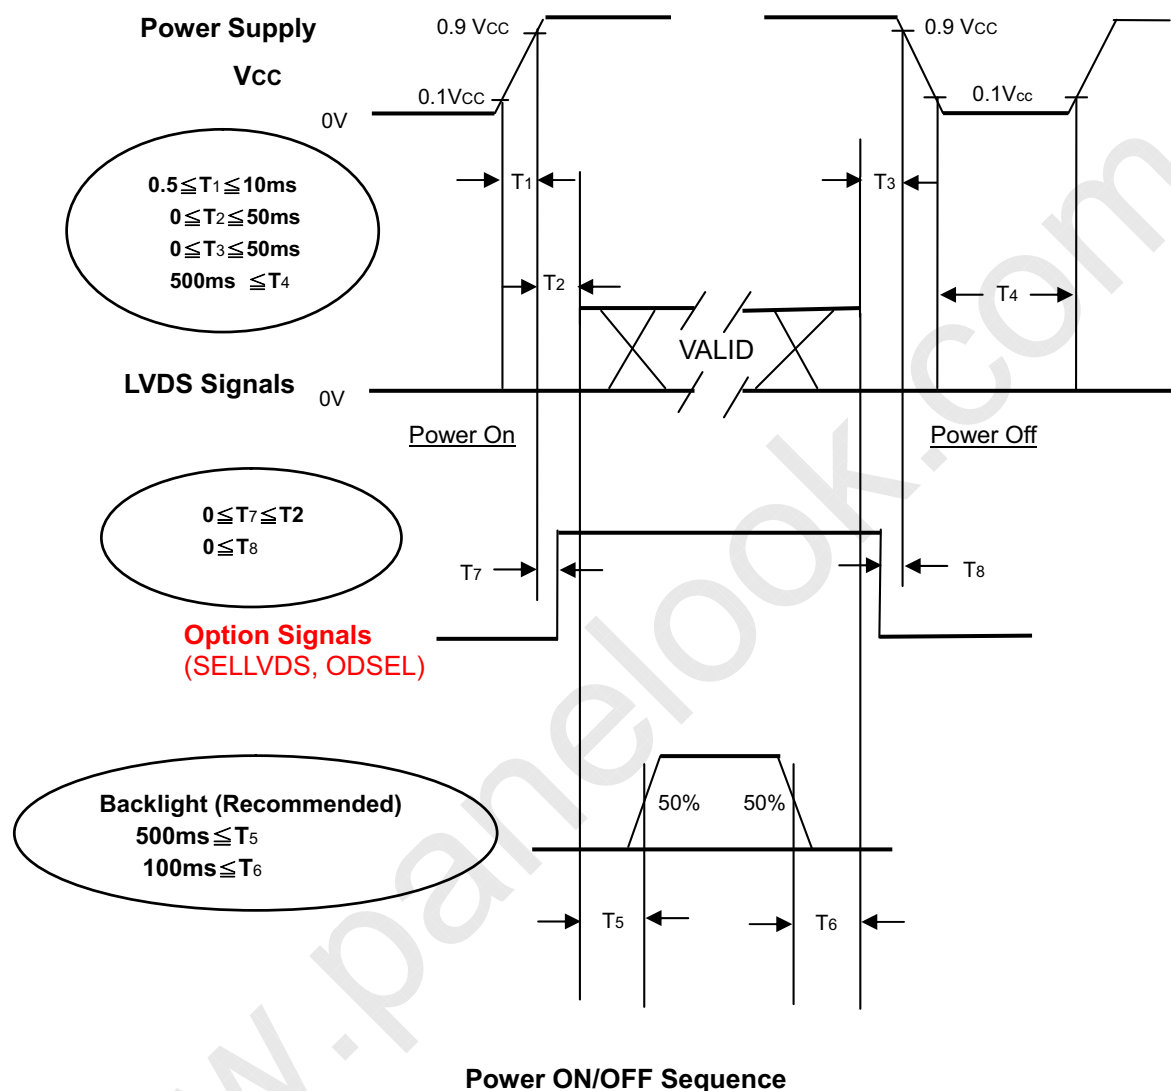 Power Supply
Vcc
0.9 Vcc
0.9 Vcc
0.1Vcc
0.1Vcc
0V
0.5≦T1≦10ms
0≦T2≦50ms
0≦T3≦50ms
500ms ≦T4
T1
T3
T2
T4
VALID
LVDS Signals
0V
Power On
Power Off
0≦T7≦T2
0≦T8
T7
T8
Option Signals
(SELLVDS, ODSEL)
Backlight (Recommended)
500ms≦T5
100ms≦T6
50%
50%
T5
T6
Power ON/OFF Sequence
w.panelook.com